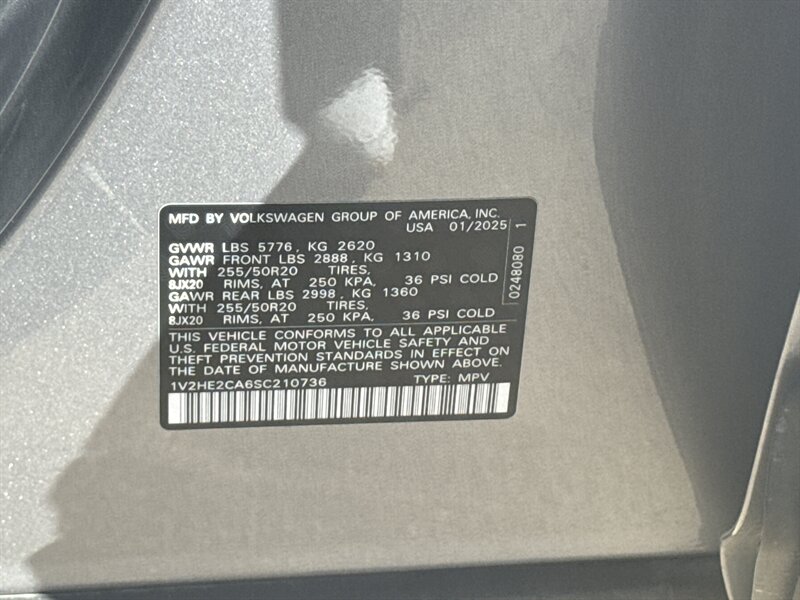 MFD BY VOLKSWAGEN GROUP OF AMERICA, INC.
USA 01/2025
GVWR LBS 5776, KG 2620
GAWR FRONT LBS 2888, KG 1310
WITH 255/50R20 TIRES,
8JX20 RIMS, AT 250 KPA, 36 PSI COLD
GAWR REAR LBS 2998, KG 1360
WITH 255/50R20 TIRES,
8JX20 RIMS, AT 250 KPA, 36 PSI COLD
THIS VEHICLE CONFORMS TO ALL APPLICABLE
U.S. FEDERAL MOTOR VEHICLE SAFETY AND
THEFT PREVENTION STANDARDS IN EFFECT ON
THE DATE OF MANUFACTURE SHOWN ABOVE.
1V2HE2CA6SC210736 TYPE: MPV
0248080 1